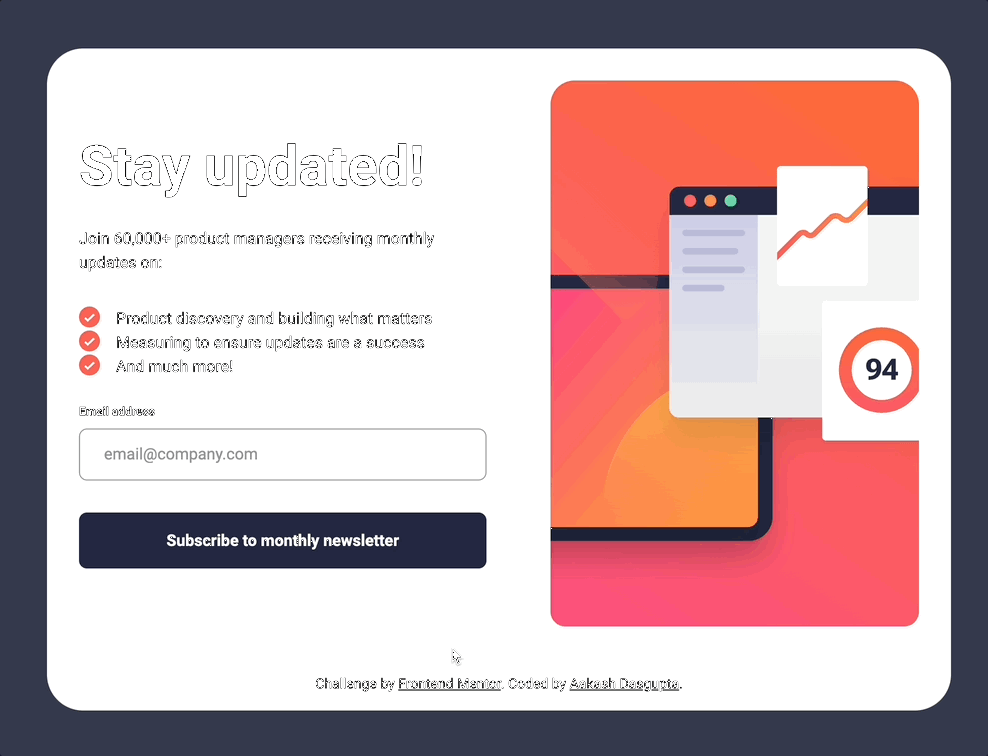 Stay updated!
Join 60,000+ product managers receiving monthly
updates on:
Product discovery and building what matters
Measuring to ensure updates are a success
And much more!
Email address
email@company.com
Subscribe to monthly newsletter
94
Challenge by Frontend Mentor. Coded by Aakash Dasgupta.